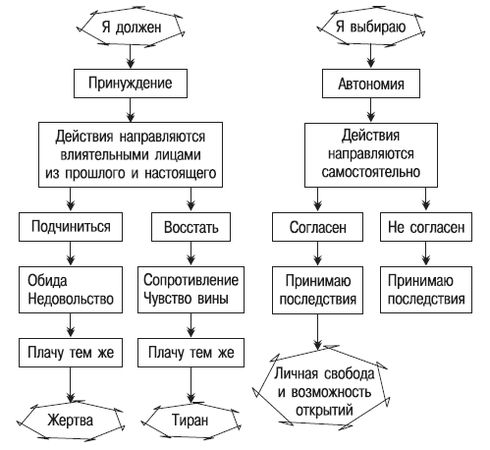 Я должен
Принуждение
Действия направляются
влиятельными лицами
из прошлого и настоящего
Подчиниться
Восстать
Обида
Недовольство
Сопротивление
Чувство вины
Плачу тем же
Плачу тем же
Жертва
Тиран
Я выбираю
Автономия
Действия
направляются
самостоятельно
Согласен
Не согласен
Принимаю
последствия
Принимаю
последствия
Личная свобода
и возможность
открытий